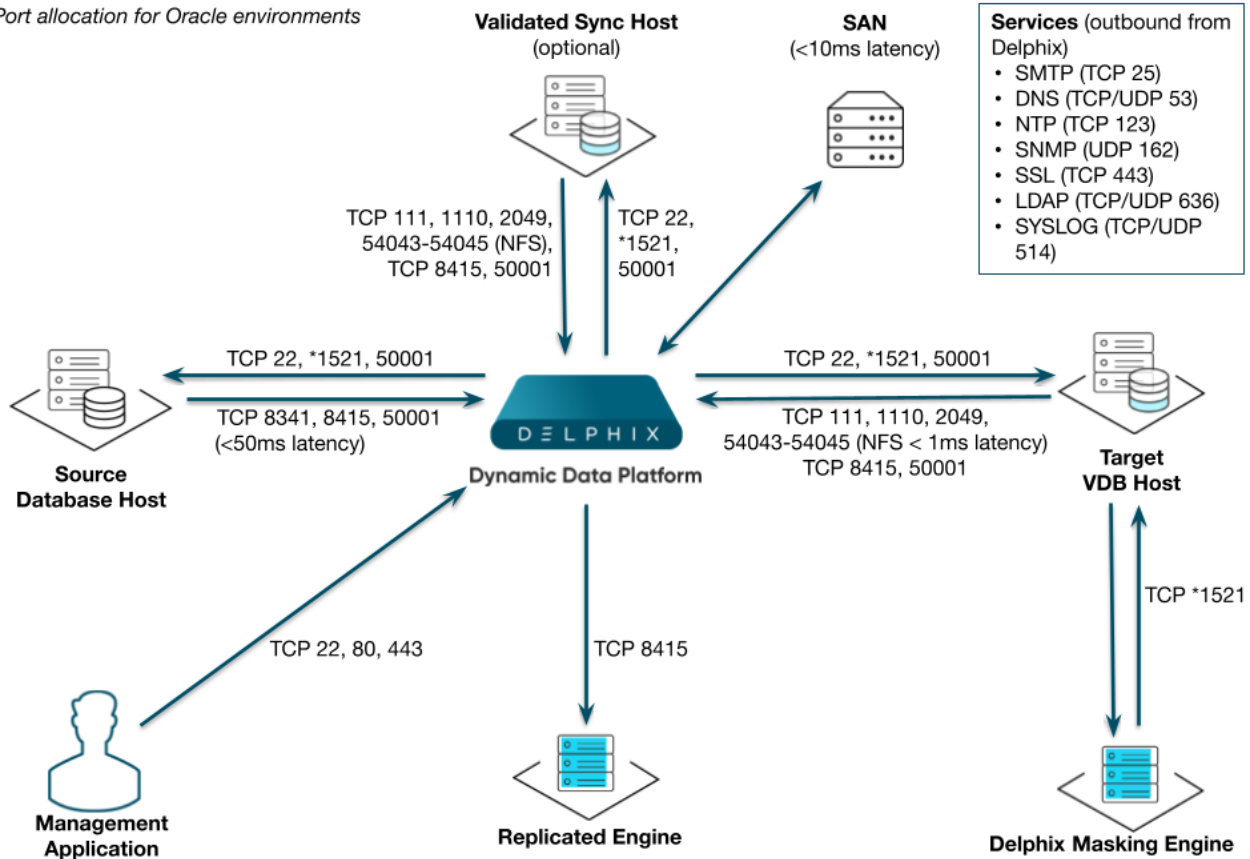 Port allocation for Oracle environments
Validated Sync Host
(optional)
SAN
(<10ms latency)
Services (outbound from
Delphix)
• SMTP (TCP 25)
• DNS (TCP/UDP 53)
• NTP (TCP 123)
• SNMP (UDP 162)
• SSL (TCP 443)
• LDAP (TCP/UDP 636)
• SYSLOG (TCP/UDP
514)
TCP 111, 1110, 2049,
54043-54045 (NFS),
TCP 8415, 50001
TCP 22,
*1521,
50001
TCP 22, *1521, 50001
TCP 8341, 8415, 50001
(<50ms latency)
Source
Database Host
DELPHIX
Dynamic Data Platform
TCP 22, *1521, 50001
TCP 111, 1110, 2049,
54043-54045 (NFS < 1ms latency)
TCP 8415, 50001
Target
VDB Host
TCP *1521
TCP 22, 80, 443
TCP 8415
Management
Application
Replicated Engine
Delphix Masking Engine